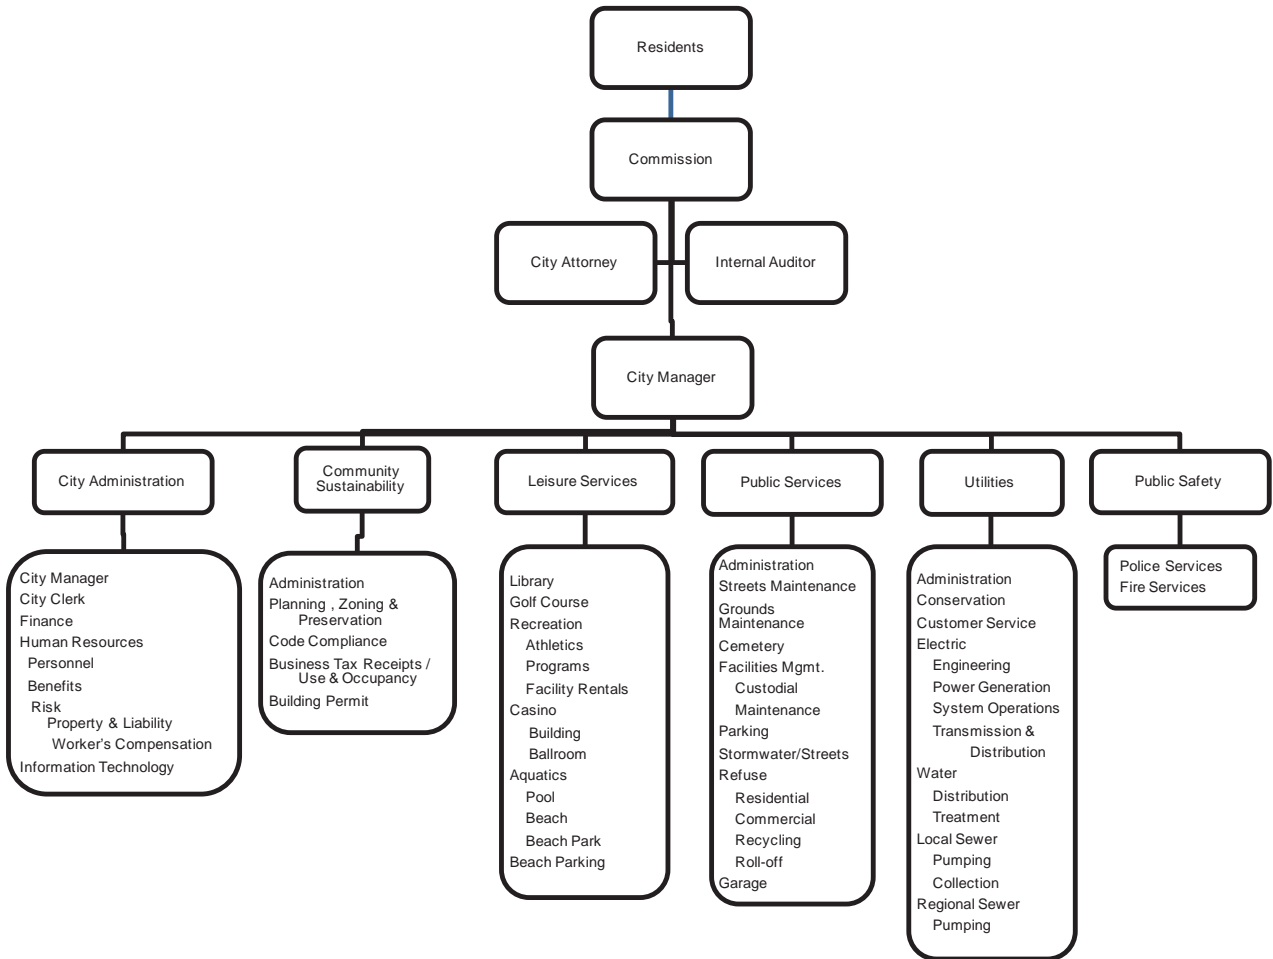 Residents
Commission
City Attorney
Internal Auditor
City Manager
City Administration
Community
Sustainability
Leisure Services
Public Services
Utilities
Public Safety
City Manager
City Clerk
Finance
Human Resources
Personnel
Benefits
Risk
Property & Liability
Worker's Compensation
Information Technology
Administration
Planning , Zoning &
Preservation
Code Compliance
Business Tax Receipts /
Use & Occupancy
Building Permit
Library
Golf Course
Recreation
Athletics
Programs
Facility Rentals
Casino
Building
Ballroom
Aquatics
Pool
Beach
Beach Park
Beach Parking
Administration
Streets Maintenance
Grounds
Maintenance
Cemetery
Facilities Mgmt.
Custodial
Maintenance
Parking
Stormwater/Streets
Refuse
Residential
Commercial
Recycling
Roll-off
Garage
Administration
Conservation
Customer Service
Electric
Engineering
Power Generation
System Operations
Transmission &
Distribution
Water
Distribution
Treatment
Local Sewer
Pumping
Collection
Regional Sewer
Pumping
Police Services
Fire Services